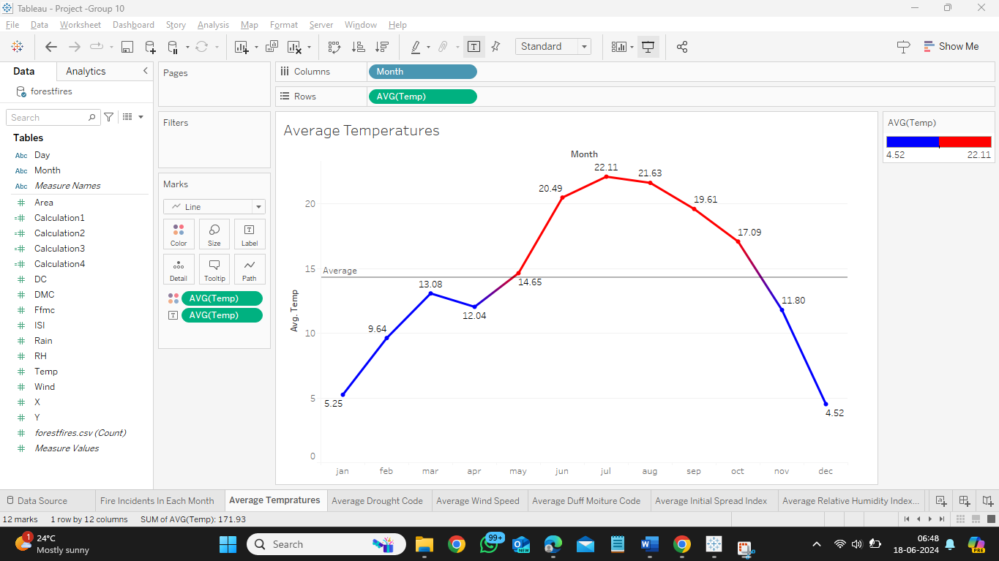 Tableau - Project -Group 10
File Data Worksheet Dashboard Story Analysis Map Format Server Window Help
Standard
Show Me
Data Analytics
forestfires
Search
Tables
Abc Day
Abc Month
Abc Measure Names
Area
Calculation1
Calculation2
Calculation3
Calculation4
DC
DMC
Ffmc
ISI
Rain
RH
Temp
Wind
X
Y
forestfires.csv (Count)
Measure Values
Pages
Filters
Marks
Line
Color Size Label
Detail Tooltip Path
AVG(Temp)
AVG(Temp)
Columns Month
Rows AVG(Temp)
Average Temperatures
Month
22.11
21.63
20.49
19.61
20
17.09
15
Average
14.65
13.08
12.04
11.80
Avg. Temp
9.64
10
5
5.25
4.52
0
jan feb mar apr may jun jul aug sep oct nov dec
AVG(Temp)
4.52 22.11
Data Source Fire Incidents In Each Month Average Tempratures Average Drought Code Average Wind Speed Average Duff Moiture Code Average Initial Spread Index Average Relative Humidity Index...
12 marks 1 row by 12 columns SUM of AVG(Temp): 171.93
1
24°C
Mostly sunny
Search
99+
NEW
06:48
18-06-2024
PRE